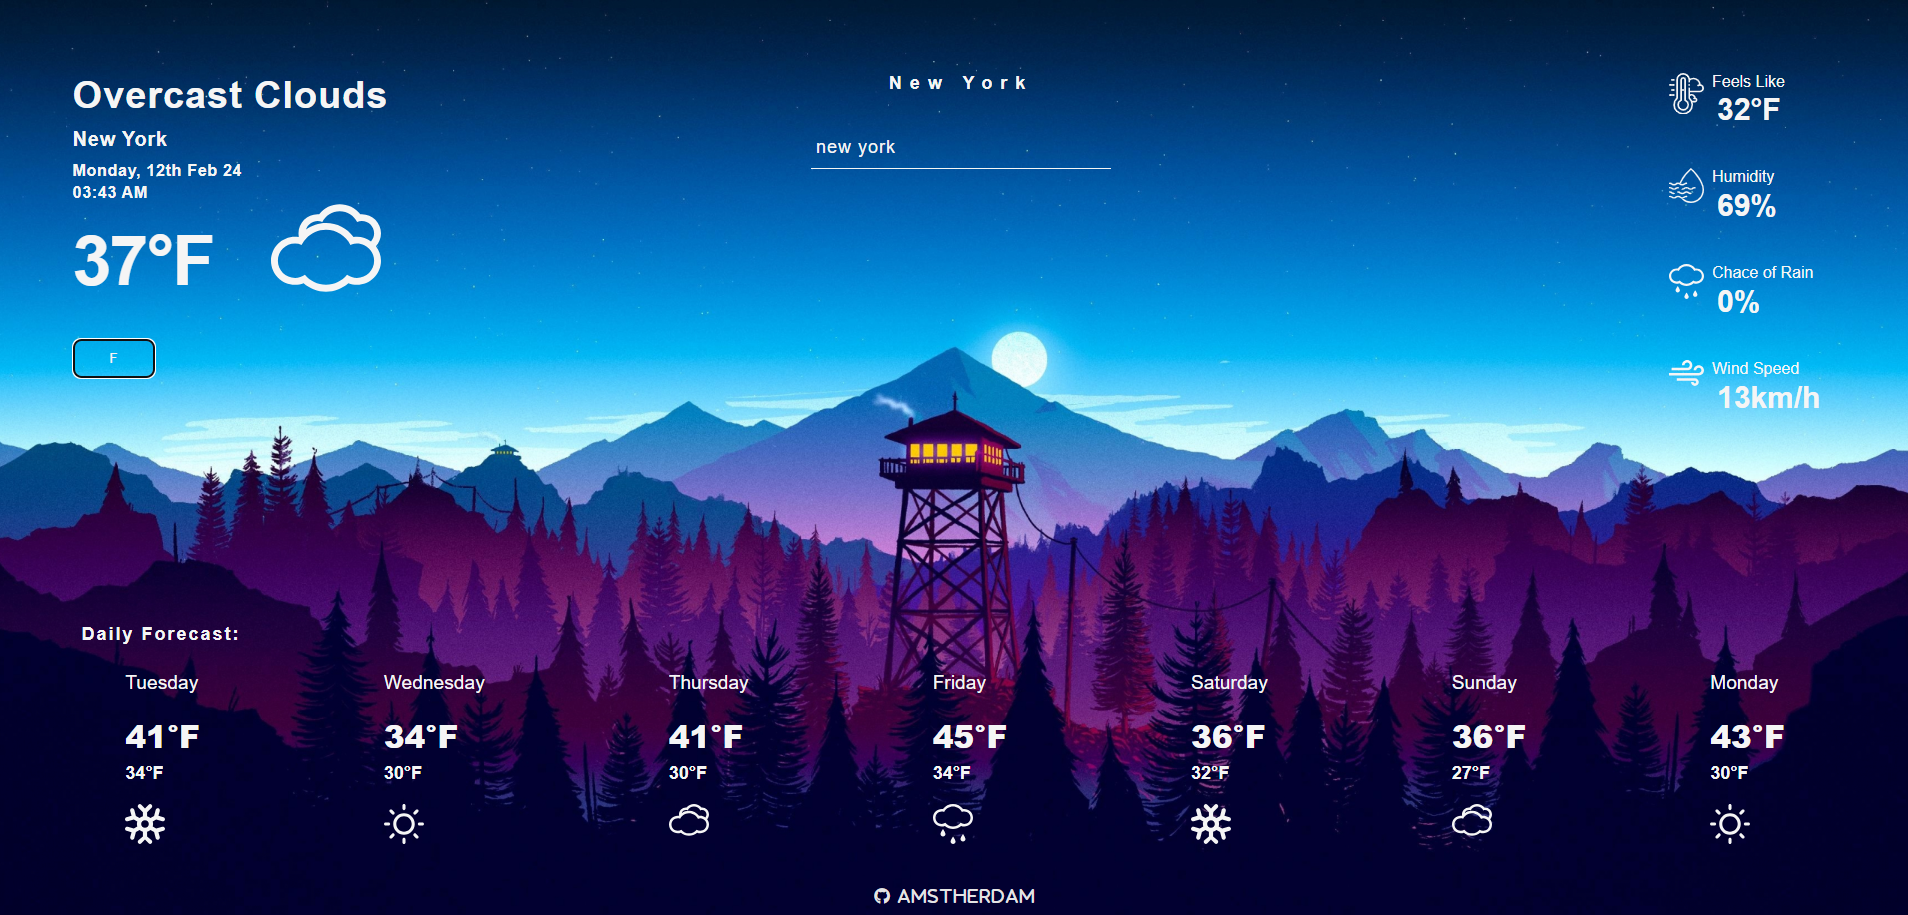 Overcast Clouds
New York
Monday, 12th Feb 24
03:43 AM
37°F
F
New York
new york
Feels Like
32°F
Humidity
69%
Chace of Rain
0%
Wind Speed
13km/h
Daily Forecast:
Tuesday
41°F
34°F
Wednesday
34°F
30°F
Thursday
41°F
30°F
Friday
45°F
34°F
Saturday
36°F
32°F
Sunday
36°F
27°F
Monday
43°F
30°F
AMSTHERDAM